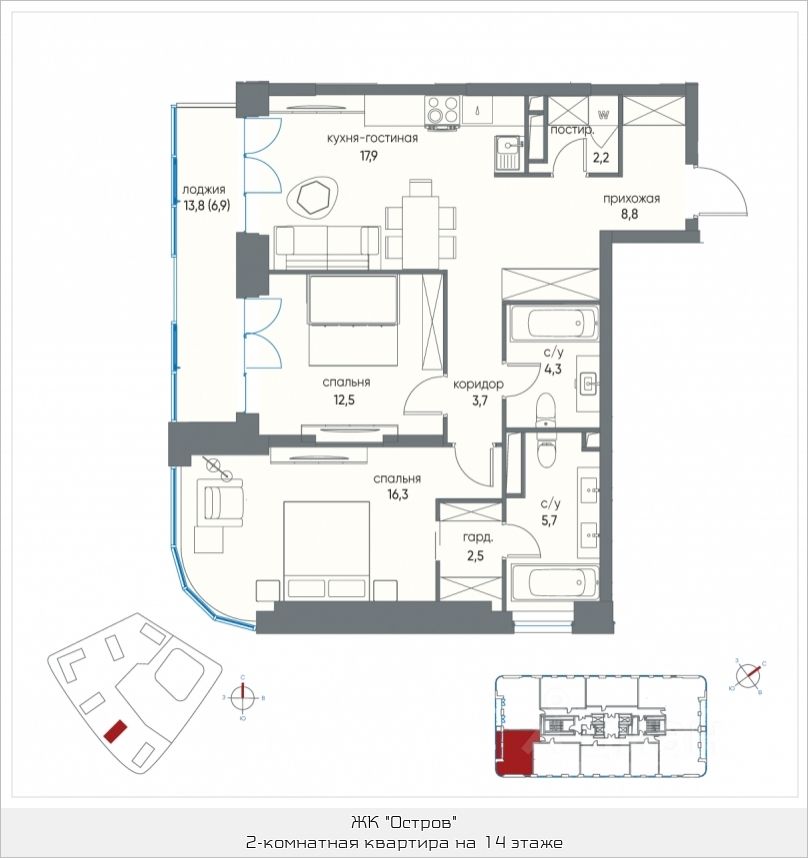 кухня-гостиная
17,9
постир.
W
2,2
лоджия
13,8 (6,9)
прихожая
8,8
спальня
12,5
коридор
3,7
с/у
4,3
спальня
16,3
с/у
5,7
гард.
2,5
С
З
В
Ю
З
С
Ю
В
ЖК "Остров"
2-комнатная квартира на 14 этаже